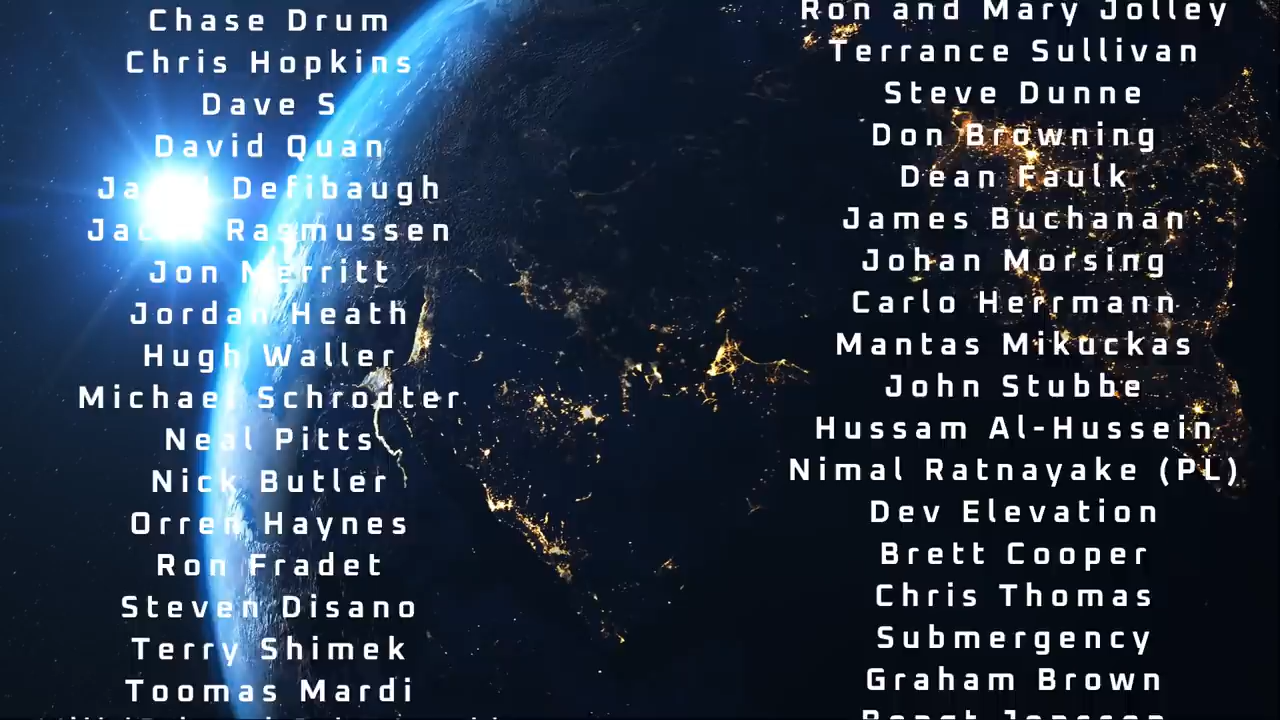 Chase Drum
Chris Hopkins
Dave S
David Quan
Defibaugh
Rasmussen
Jon Merritt
Jordan Heath
Hugh Waller
Michael Schrodter
Neal Pitts
Nick Butler
Orren Haynes
Ron Fradet
Steven Disano
Terry Shimek
Toomas Mardi
Ron and Mary Jolley
Terrance Sullivan
Steve Dunne
Don Browning
Dean Faulk
James Buchanan
Johan Morsing
Carlo Herrmann
Mantas Mikuckas
John Stubbe
Hussam Al-Hussein
Nimal Ratnayake (PL)
Dev Elevation
Brett Cooper
Chris Thomas
Submergency
Graham Brown